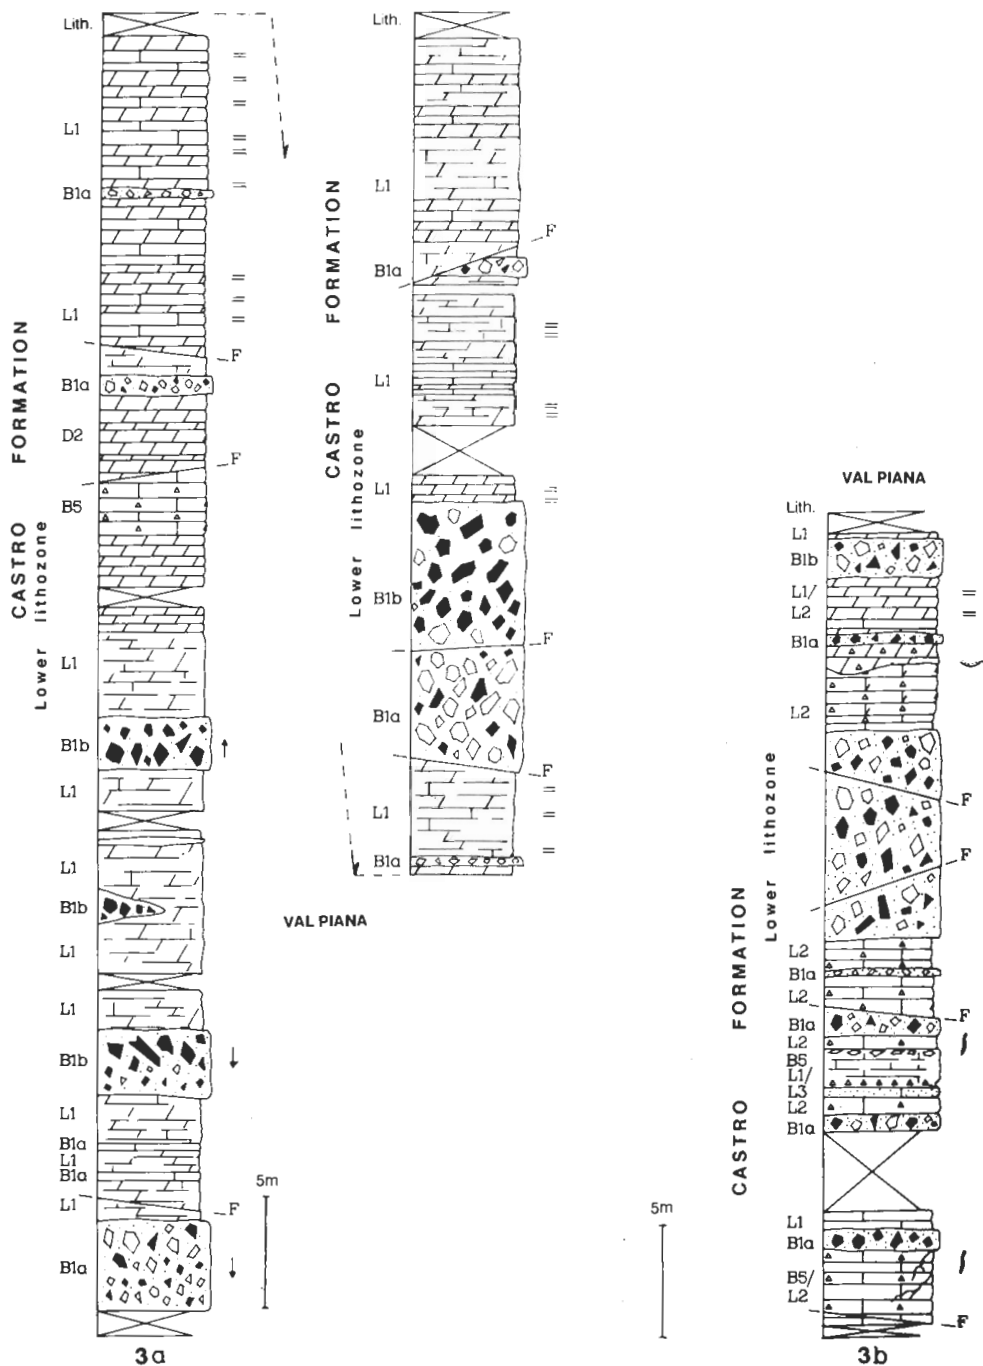 Lith.
L1
B1a
L1
F
B1a
D2
F
B5
L1
B1b
L1
L1
B1b
L1
L1
B1b
L1
B1a
L1
B1a
L1
F
B1a
CASTRO FORMATION
Lower lithozone
5m
3a
Lith.
L1
F
B1a
L1
L1
B1b
F
B1a
F
L1
B1a
CASTRO FORMATION
Lower lithozone
VAL PIANA
VAL PIANA
Lith.
L1
B1b
L1/
L2
B1a
L2
F
F
L2
B1a
L2
F
B1a
L2
B5
L1/
L3
L2
B1a
L1
B1a
B5/
L2
F
CASTRO FORMATION
Lower lithozone
5m
3b